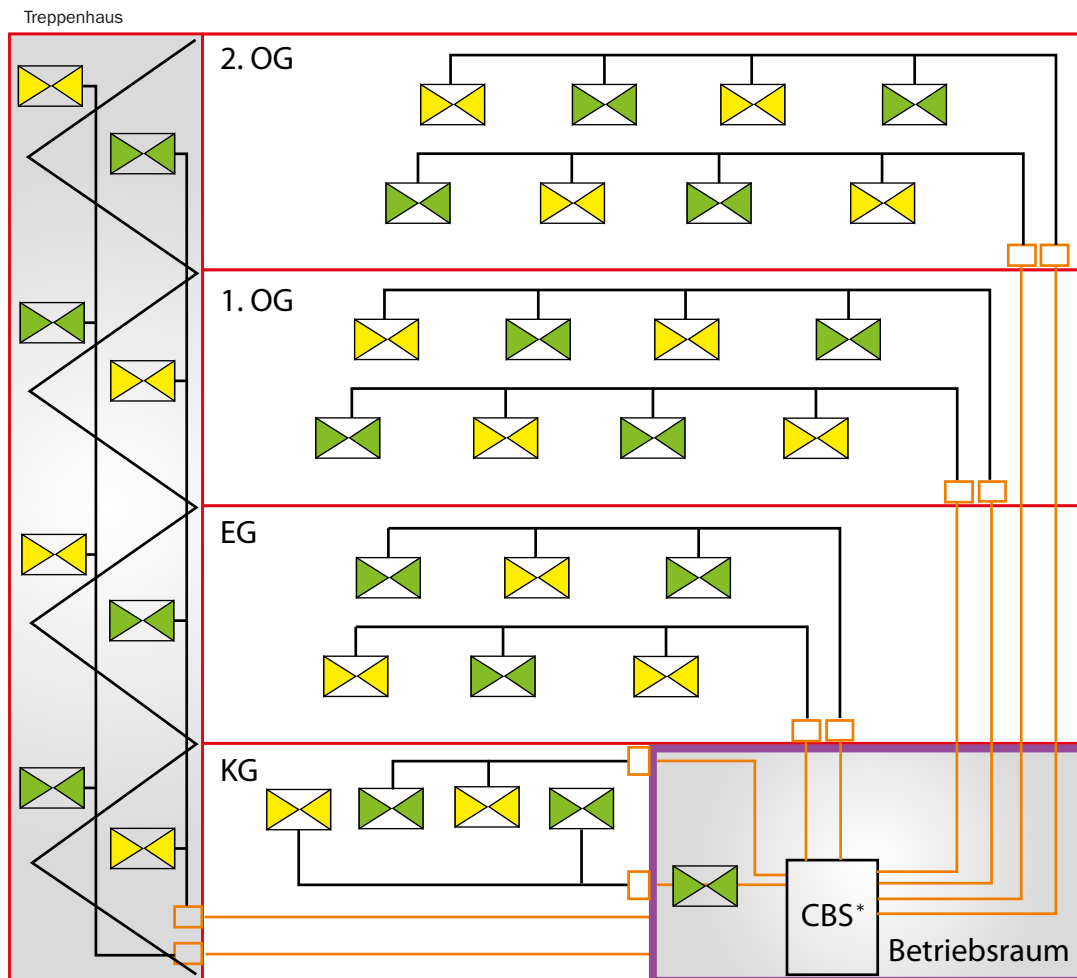 Treppenhaus
2. OG
1. OG
EG
KG
CBS*
Betriebsraum